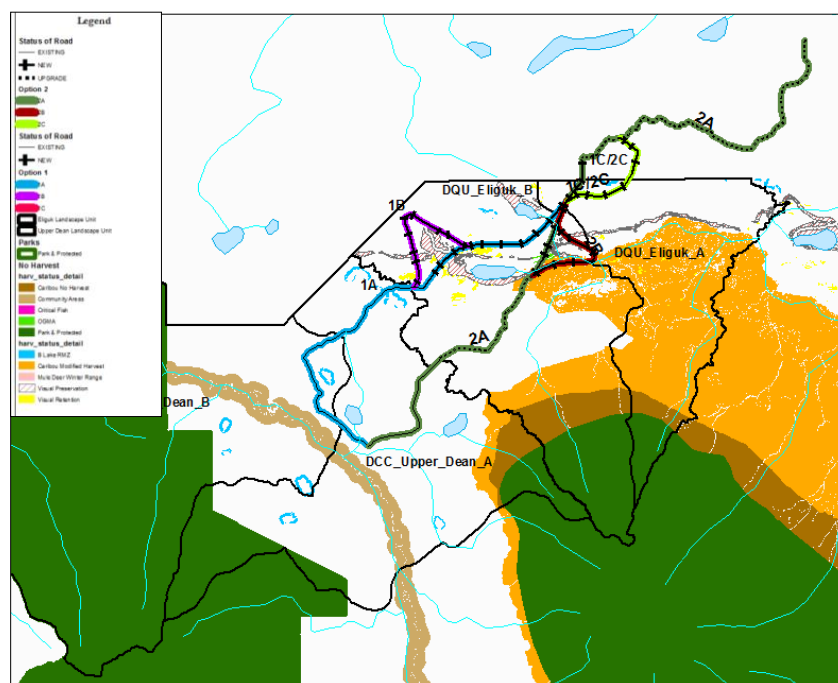 Legend
Status of Road
EXISTING
NEW
UPGRADE
Option 2
2A
2B
2C
Status of Road
EXISTING
NEW
Option 1
1A
1B
1C
Eliguk Landscape Unit
Upper Dean Landscape Unit
Parks
Park & Protected
No Harvest
harv_status_detail
Caribou No Harvest
Community Areas
Critical Fish
OGMA
Park & Protected
harv_status_detail
B Lake RMZ
Caribou Modified Harvest
Mule Deer Winter Range
Visual Preservation
Visual Retention
2A
1C/2C
1C/2C
DQU_Eliguk_B
1B
2B
DQU_Eliguk_A
1A
2A
Dean_B
DCC_Upper_Dean_A